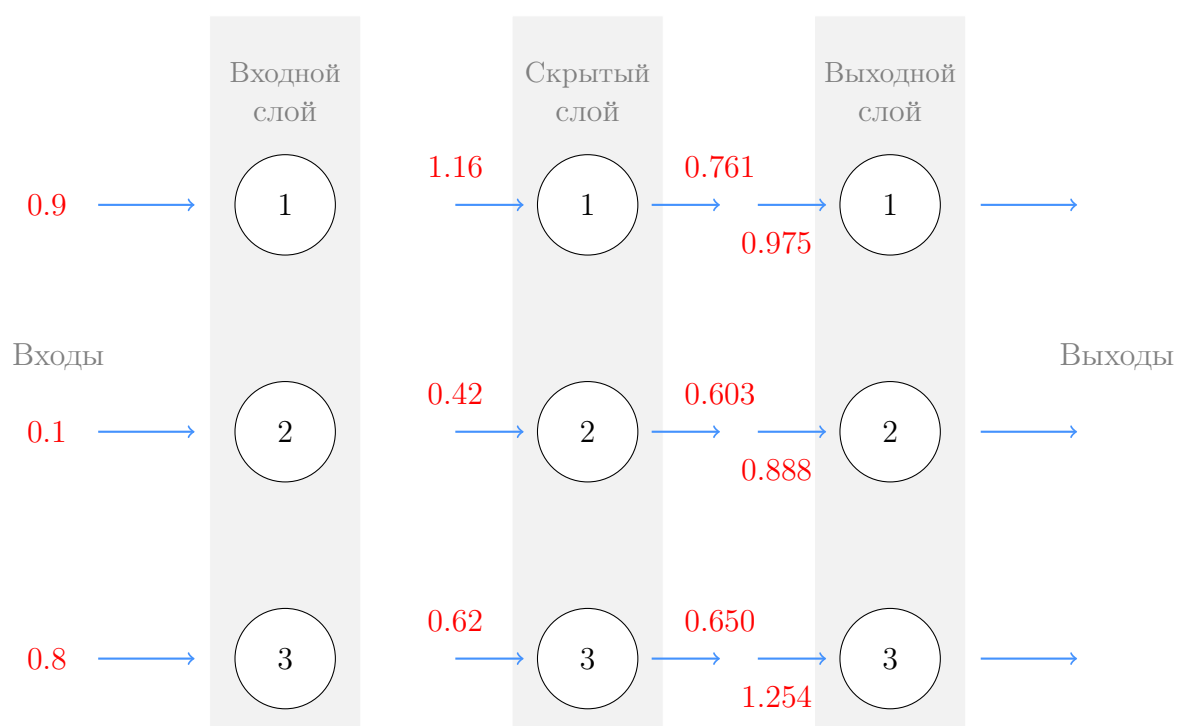 Входной
слой
Скрытый
слой
Выходной
слой
1.16
0.761
0.9
1
1
1
0.975
Входы
Выходы
0.42
0.603
0.1
2
2
2
0.888
0.62
0.650
0.8
3
3
3
1.254